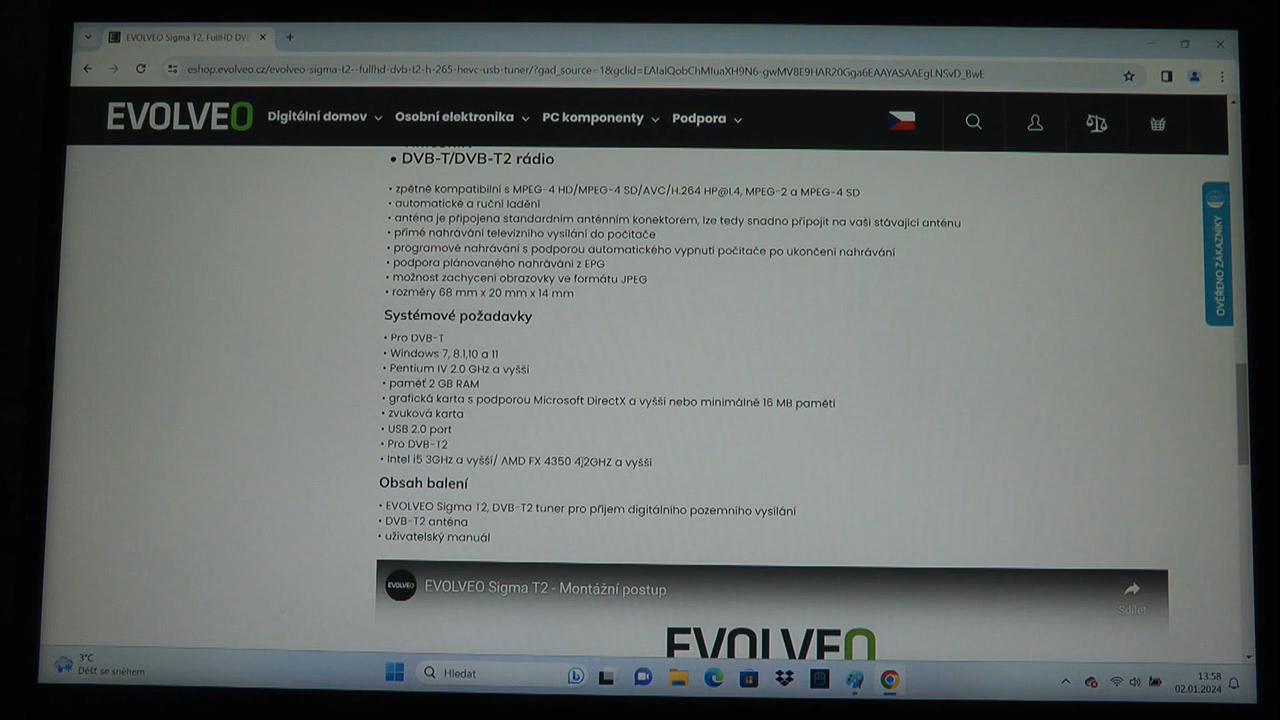 EVOLVEO Sigma T2, FullHD DV
eshop.evolveo.cz/evolveo-sigma-t2--fullhd-dvb-t2-h-265-hevc-usb-tuner/?gad_source=1&gclid=EAIaIQobChMIuaXH9N6-gwMV8E9HAR20Gga6EAAYASAAEgLNSvD_BwE
EVOLVEO Digitální domov Osobní elektronika PC komponenty Podpora
• DVB-T/DVB-T2 rádio
• zpětně kompatibilní s MPEG-4 HD/MPEG-4 SD/AVC/H.264 HP@L4, MPEG-2 a MPEG-4 SD
• automatické a ruční ladění
• anténa je připojena standardním anténním konektorem, lze tedy snadno připojit na vaši stávající anténu
• přímé nahrávání televizního vysílání do počítače
• programové nahrávání s podporou automatického vypnutí počítače po ukončení nahrávání
• podpora plánovaného nahrávání z EPG
• možnost zachycení obrazovky ve formátu JPEG
• rozměry 68 mm x 20 mm x 14 mm
OVĚŘENO ZÁKAZNÍKY
Systémové požadavky
• Pro DVB-T
• Windows 7, 8.1,10 a 11
• Pentium IV 2.0 GHz a vyšší
• paměť 2 GB RAM
• grafická karta s podporou Microsoft DirectX a vyšší nebo minimálně 16 MB paměti
• zvuková karta
• USB 2.0 port
• Pro DVB-T2
• Intel i5 3GHz a vyšší/ AMD FX 4350 4,2GHZ a vyšší
Obsah balení
• EVOLVEO Sigma T2, DVB-T2 tuner pro příjem digitálního pozemního vysílání
• DVB-T2 anténa
• uživatelský manuál
EVOLVEO EVOLVEO Sigma T2 - Montážní postup
Sdílet
EVOLVEO
3°C
Déšť se sněhem
Hledat
13:58
02.01.2024